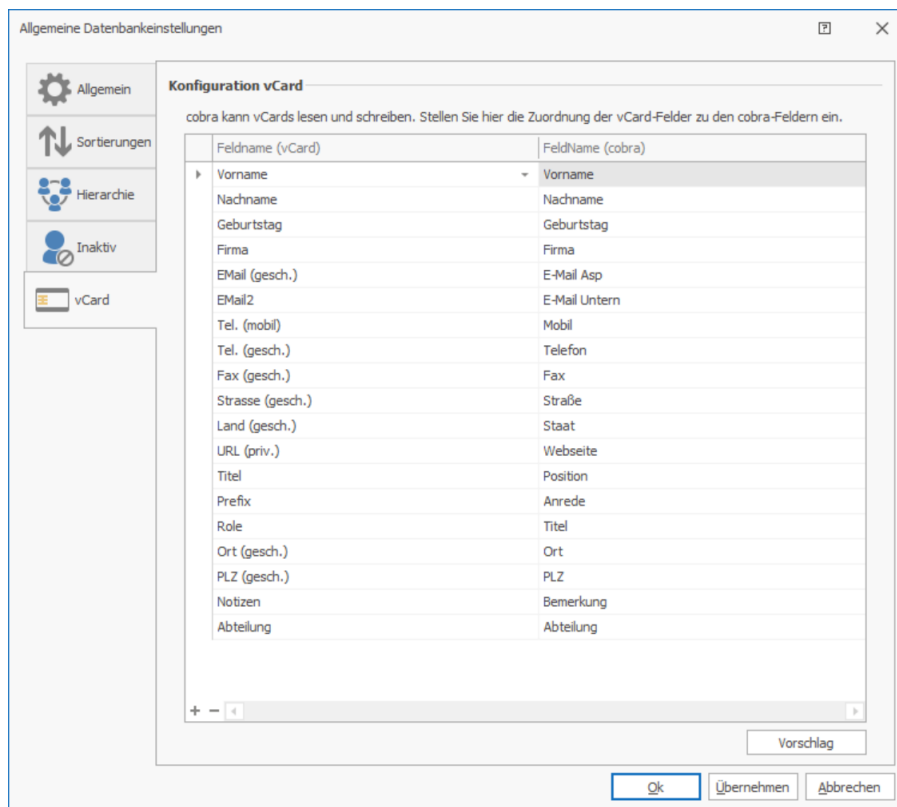 Allgemeine Datenbankeinstellungen
Allgemein
Sortierungen
Hierarchie
Inaktiv
vCard
Konfiguration vCard
cobra kann vCards lesen und schreiben. Stellen Sie hier die Zuordnung der vCard-Felder zu den cobra-Feldern ein.
Feldname (vCard) FeldName (cobra)
Vorname Vorname
Nachname Nachname
Geburtstag Geburtstag
Firma Firma
EMail (gesch.) E-Mail Asp
EMail2 E-Mail Untern
Tel. (mobil) Mobil
Tel. (gesch.) Telefon
Fax (gesch.) Fax
Strasse (gesch.) Straße
Land (gesch.) Staat
URL (priv.) Webseite
Titel Position
Prefix Anrede
Role Titel
Ort (gesch.) Ort
PLZ (gesch.) PLZ
Notizen Bemerkung
Abteilung Abteilung
Vorschlag
Ok Übernehmen Abbrechen